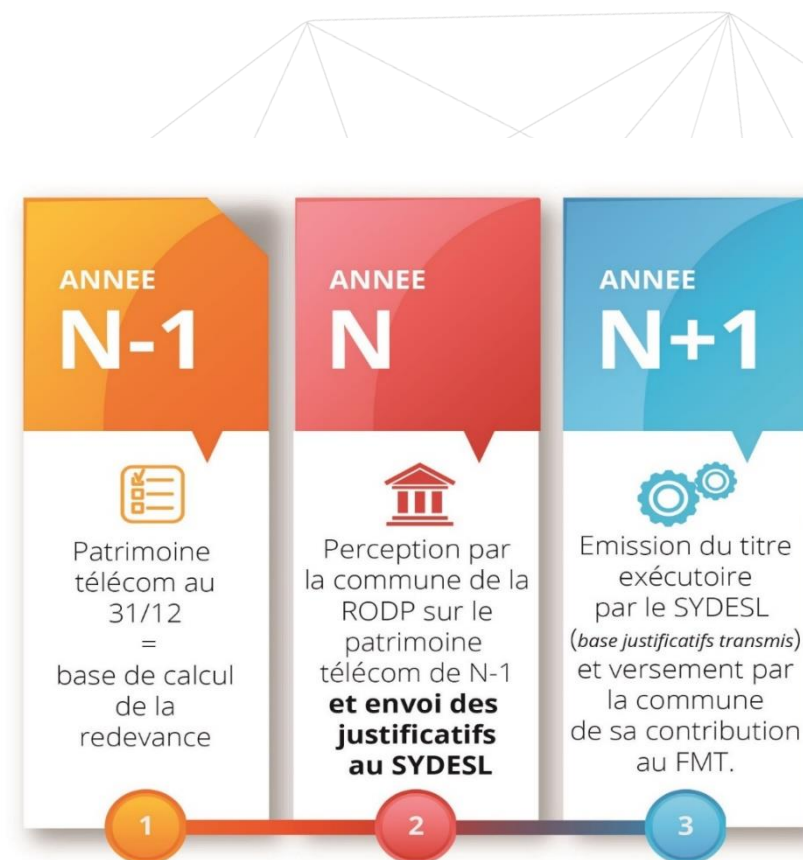 ANNEE
N-1
Patrimoine
télécom au
31/12
=
base de calcul
de la
redevance
1
ANNEE
N
Perception par
la commune de la
RODP sur le
patrimoine
télécom de N-1
et envoi des
justificatifs
au SYDESL
2
ANNEE
N+1
Emission du titre
exécutoire
par le SYDESL
(base justificatifs transmis)
et versement par
la commune
de sa contribution
au FMT.
3